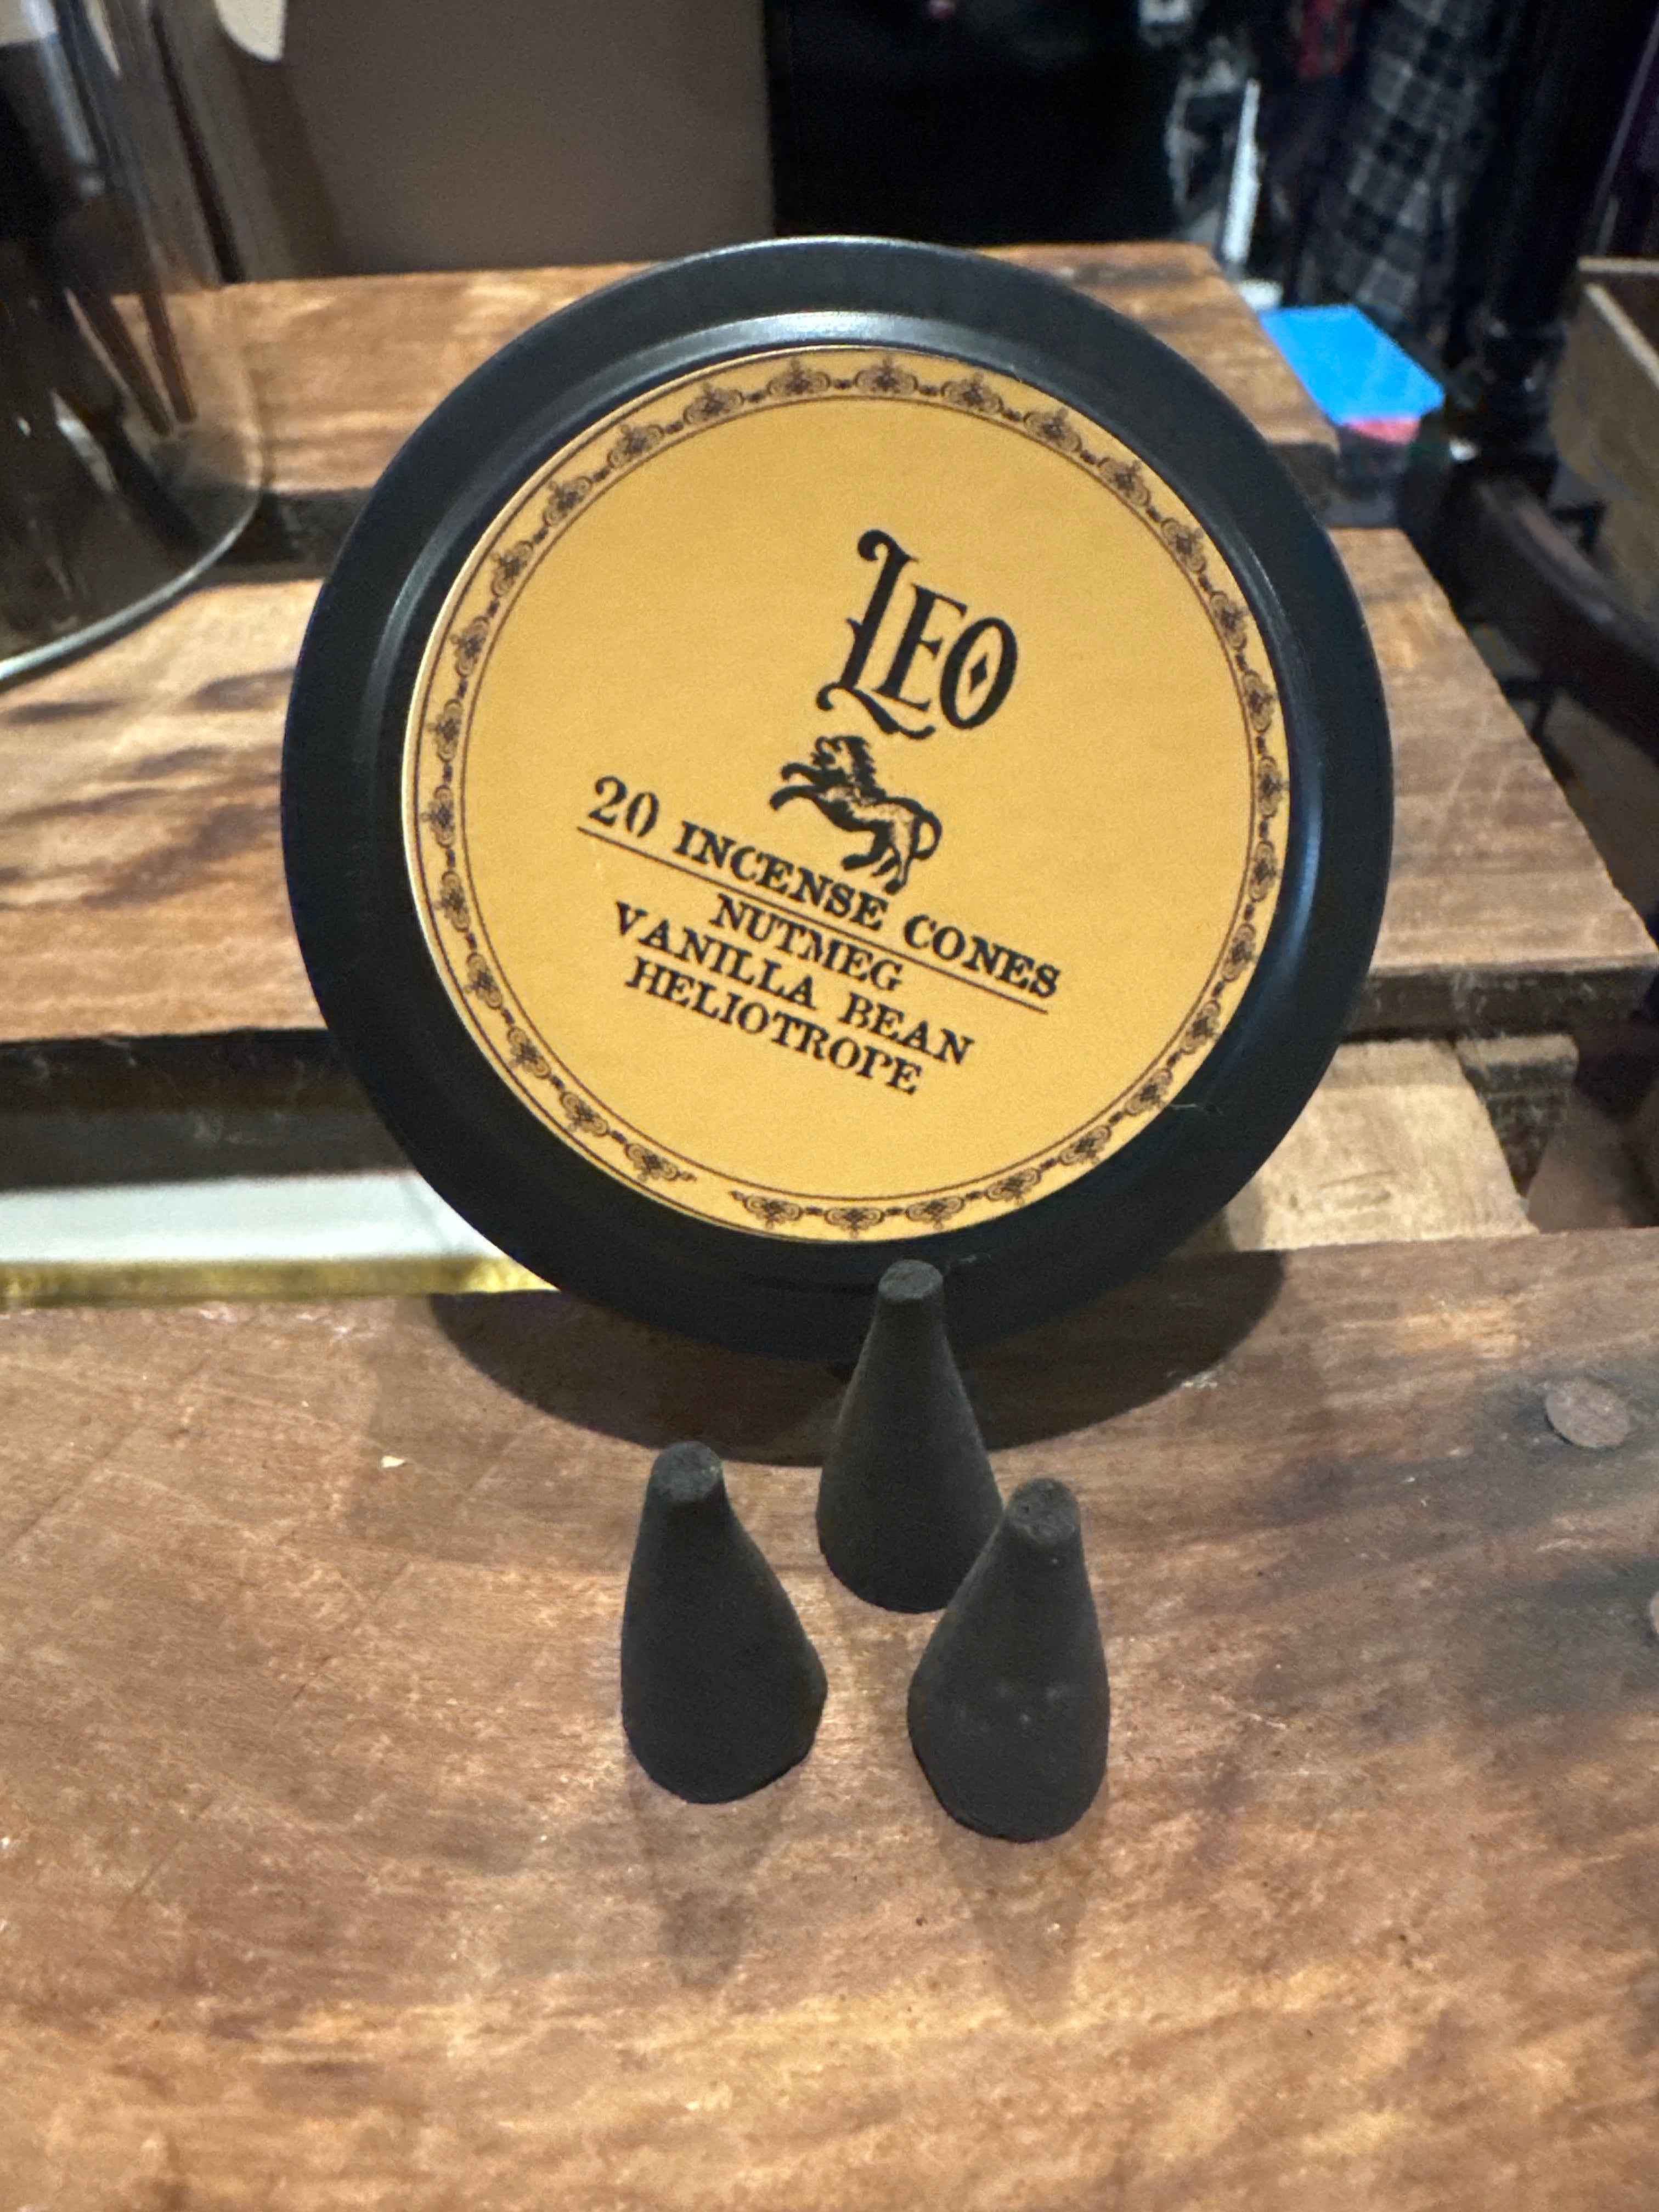 LEO
20 INCENSE CONES
NUTMEG
VANILLA BEAN
HELIOTROPE